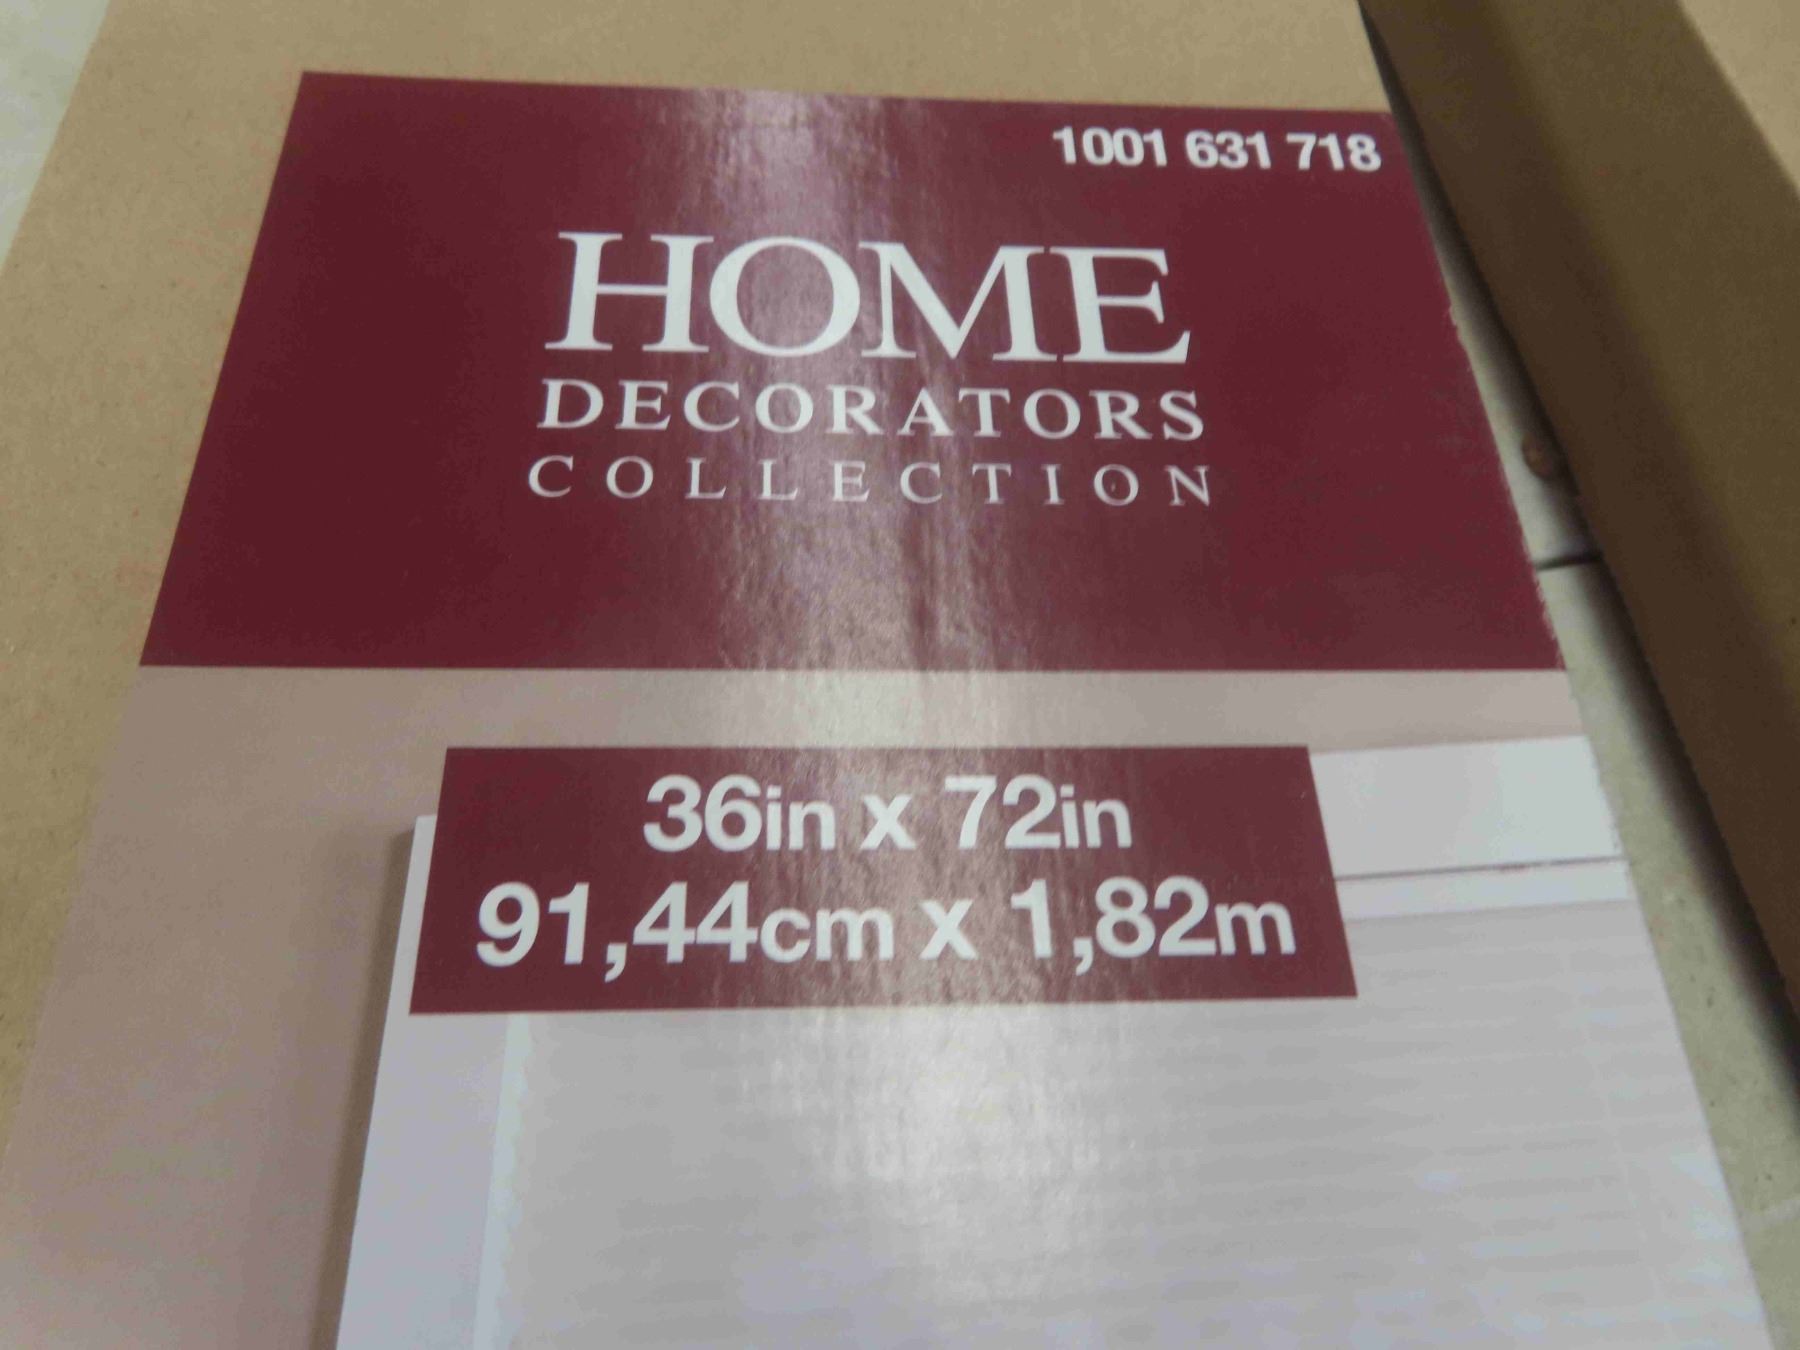 1001 631 718
HOME
DECORATORS
COLLECTION
36in x 72in
91,44cm x 1,82m